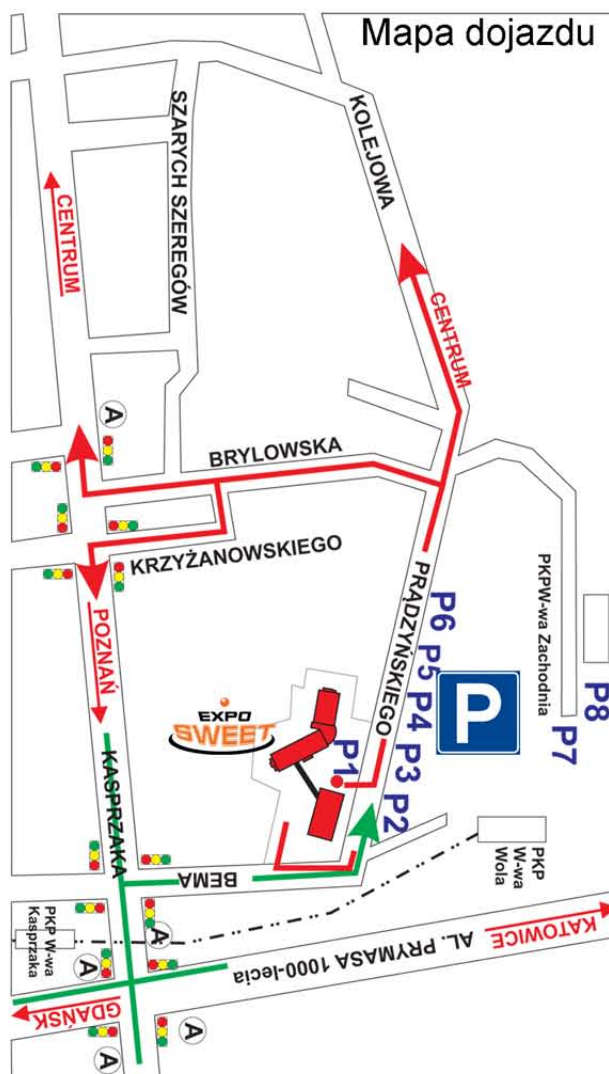 Mapa dojazdu
KOLEJOWA
SZARYCH SZEREGÓW
CENTRUM
CENTRUM
A
BRYLOWSKA
KRZYŻANOWSKIEGO
PRĄDZYŃSKIEGO
POZNAŃ
PKPW-wa Zachodnia
P6
P5
P4
P3
P2
P
P8
P7
EXPO
SWEET
P1
KASPRZAKA
BEMA
PKP
W-wa
Wola
PKP W-wa
Kasprzaka
A
A
AL. PRYMASA 1000-lecia
KATOWICE
GDAŃSK
A
A